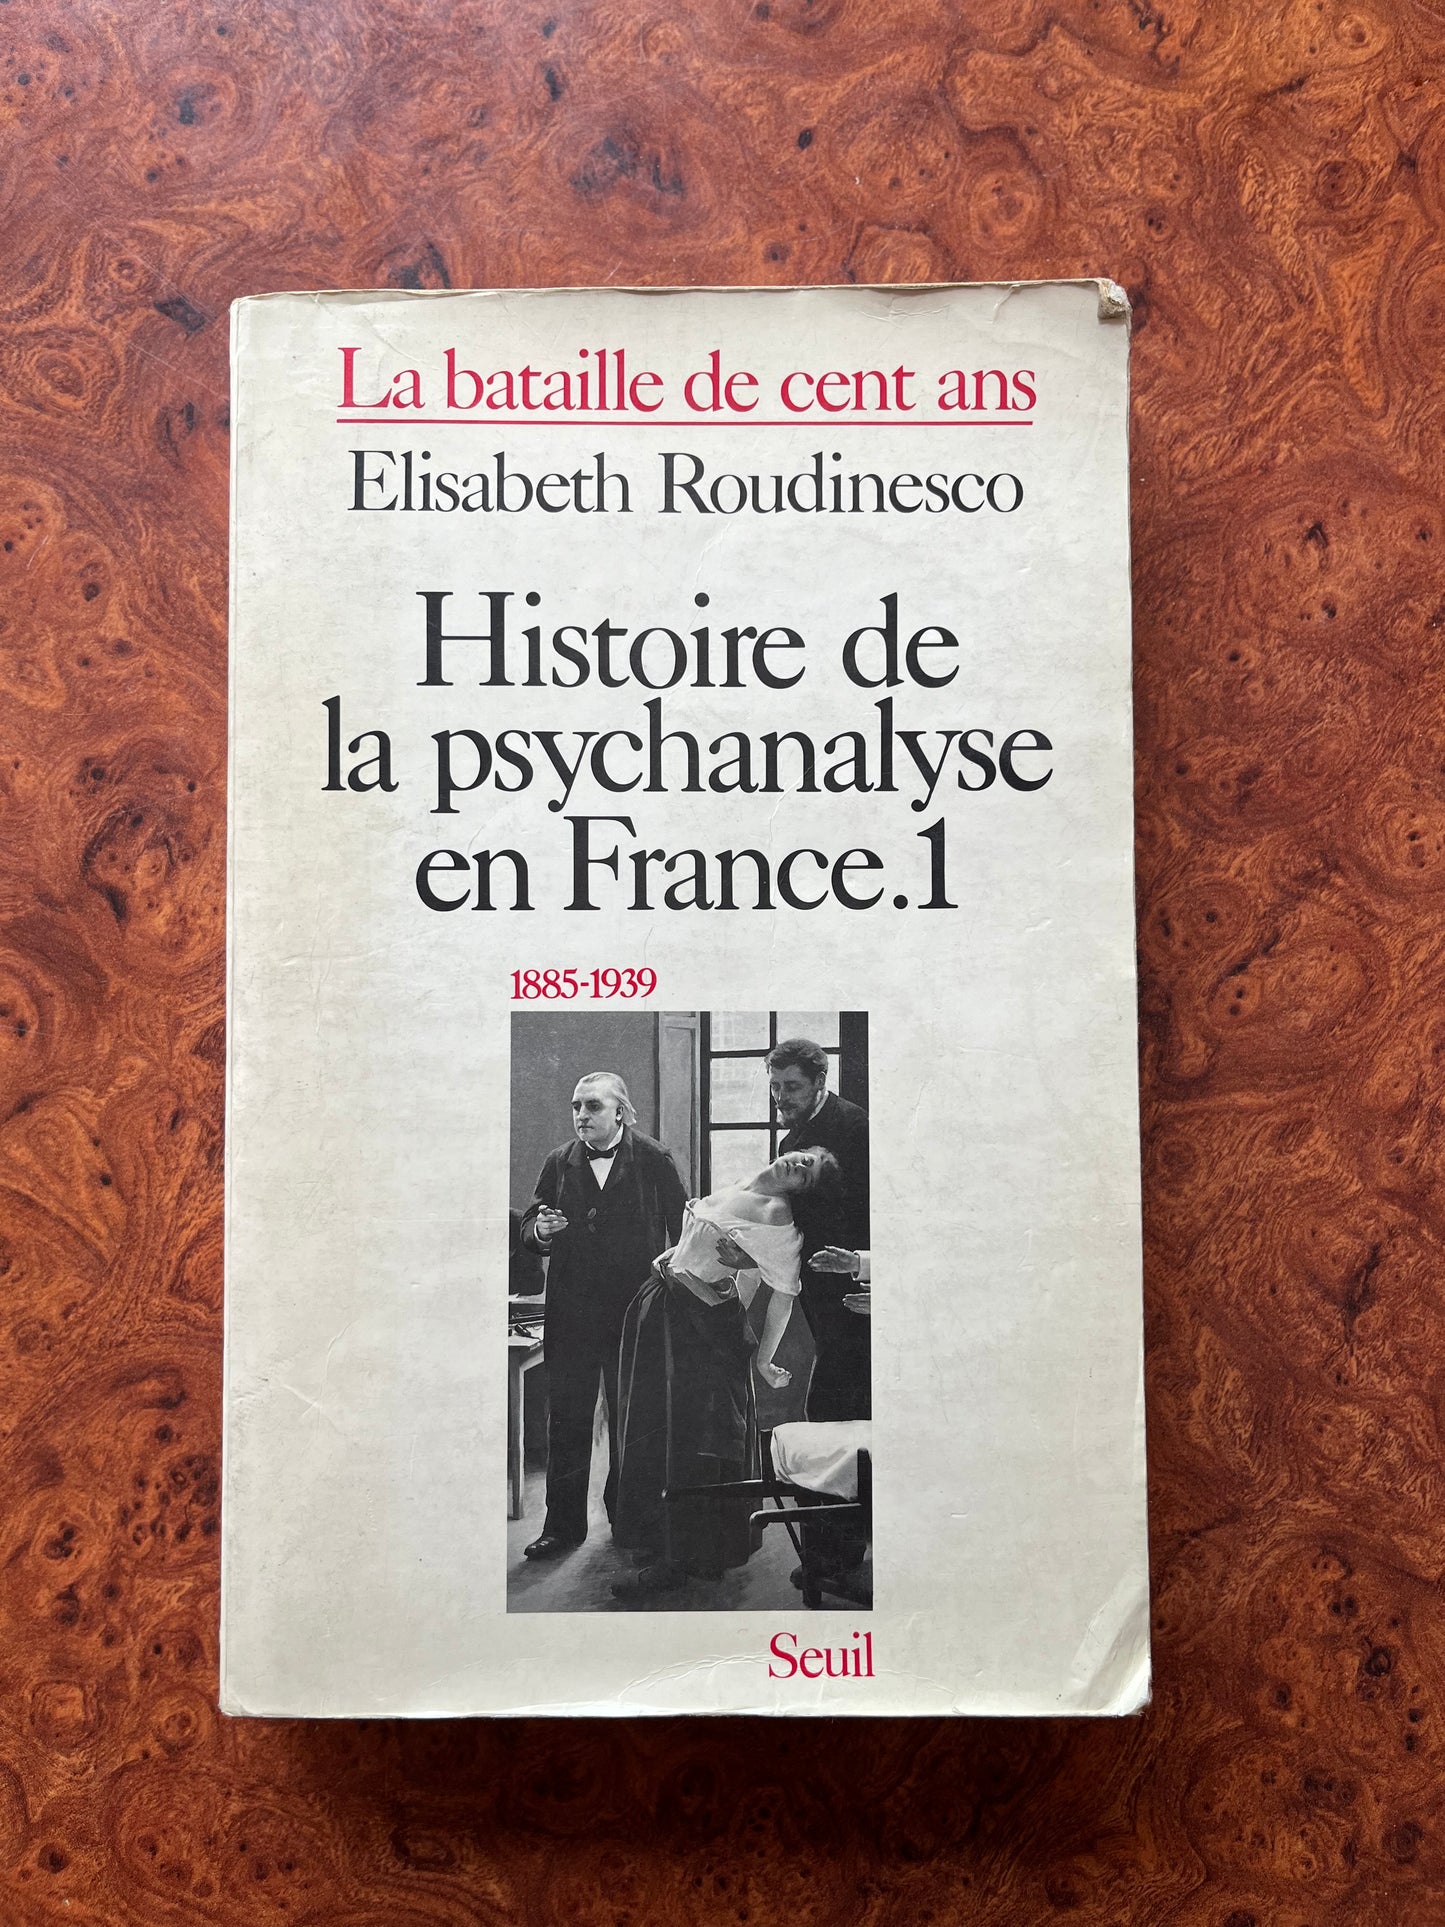 La bataille de cent ans
Elisabeth Roudinesco
Histoire de
la psychanalyse
en France.1
1885-1939
Seuil